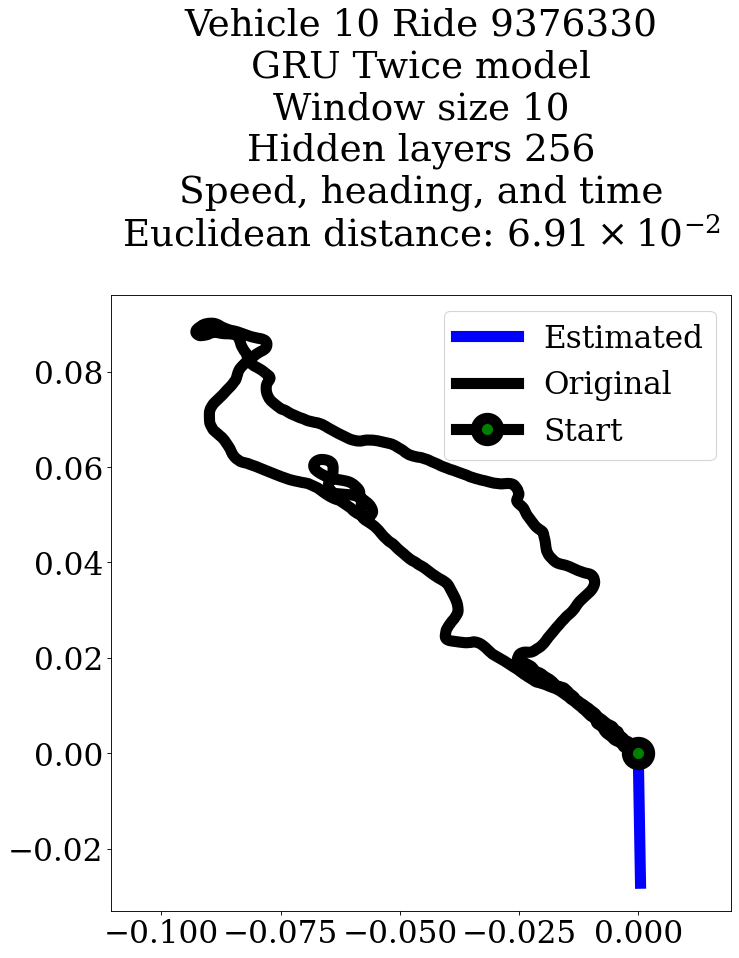 Vehicle 10 Ride 9376330
GRU Twice model
Window size 10
Hidden layers 256
Speed, heading, and time
Euclidean distance: 6.91 × 10⁻²
Estimated
Original
Start
0.08
0.06
0.04
0.02
0.00
−0.02
−0.100 −0.075 −0.050 −0.025 0.000